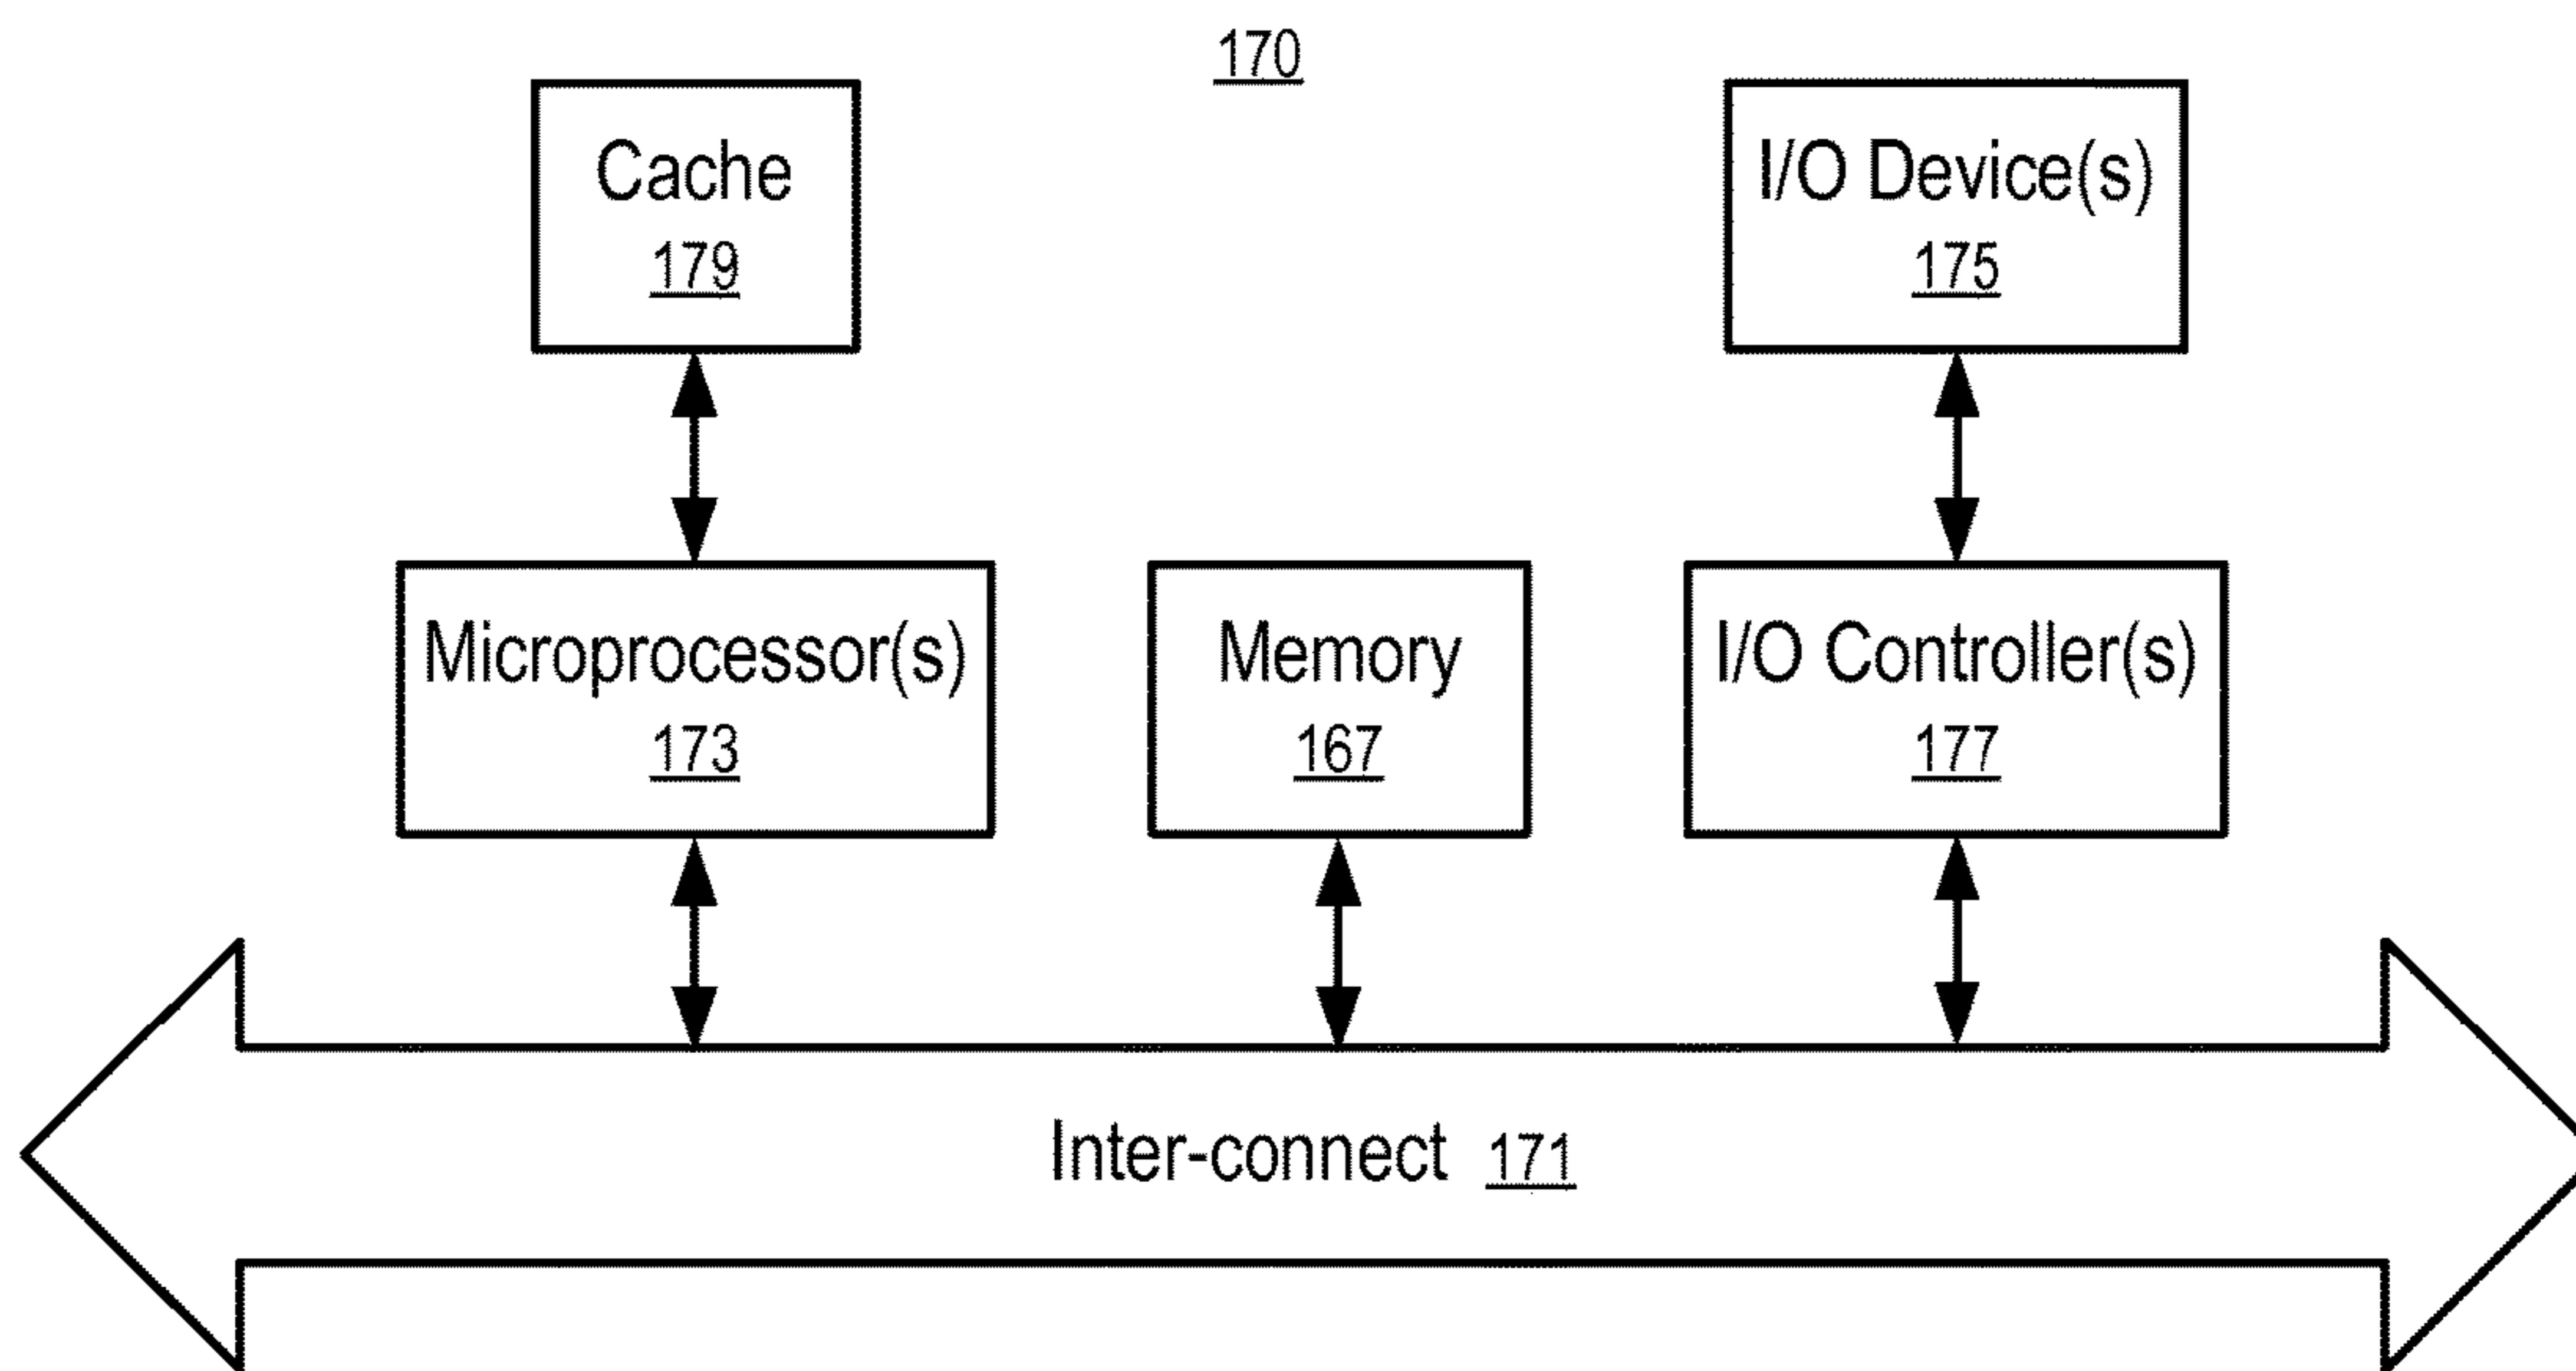 170
Cache
179
I/O Device(s)
175
Microprocessor(s)
173
Memory
167
I/O Controller(s)
177
Inter-connect 171